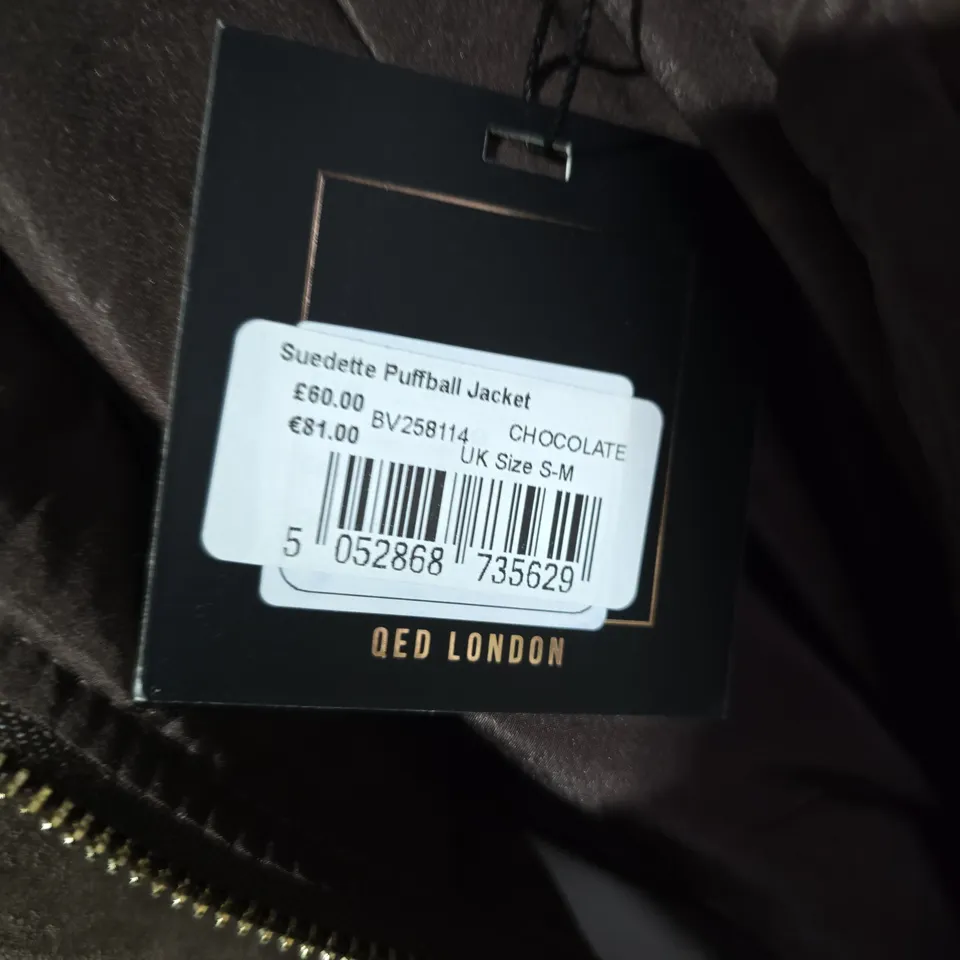 Suedette Puffball Jacket
£60.00
€81.00 BV258114 CHOCOLATE
UK Size S-M
5 052868 735629
QED LONDON